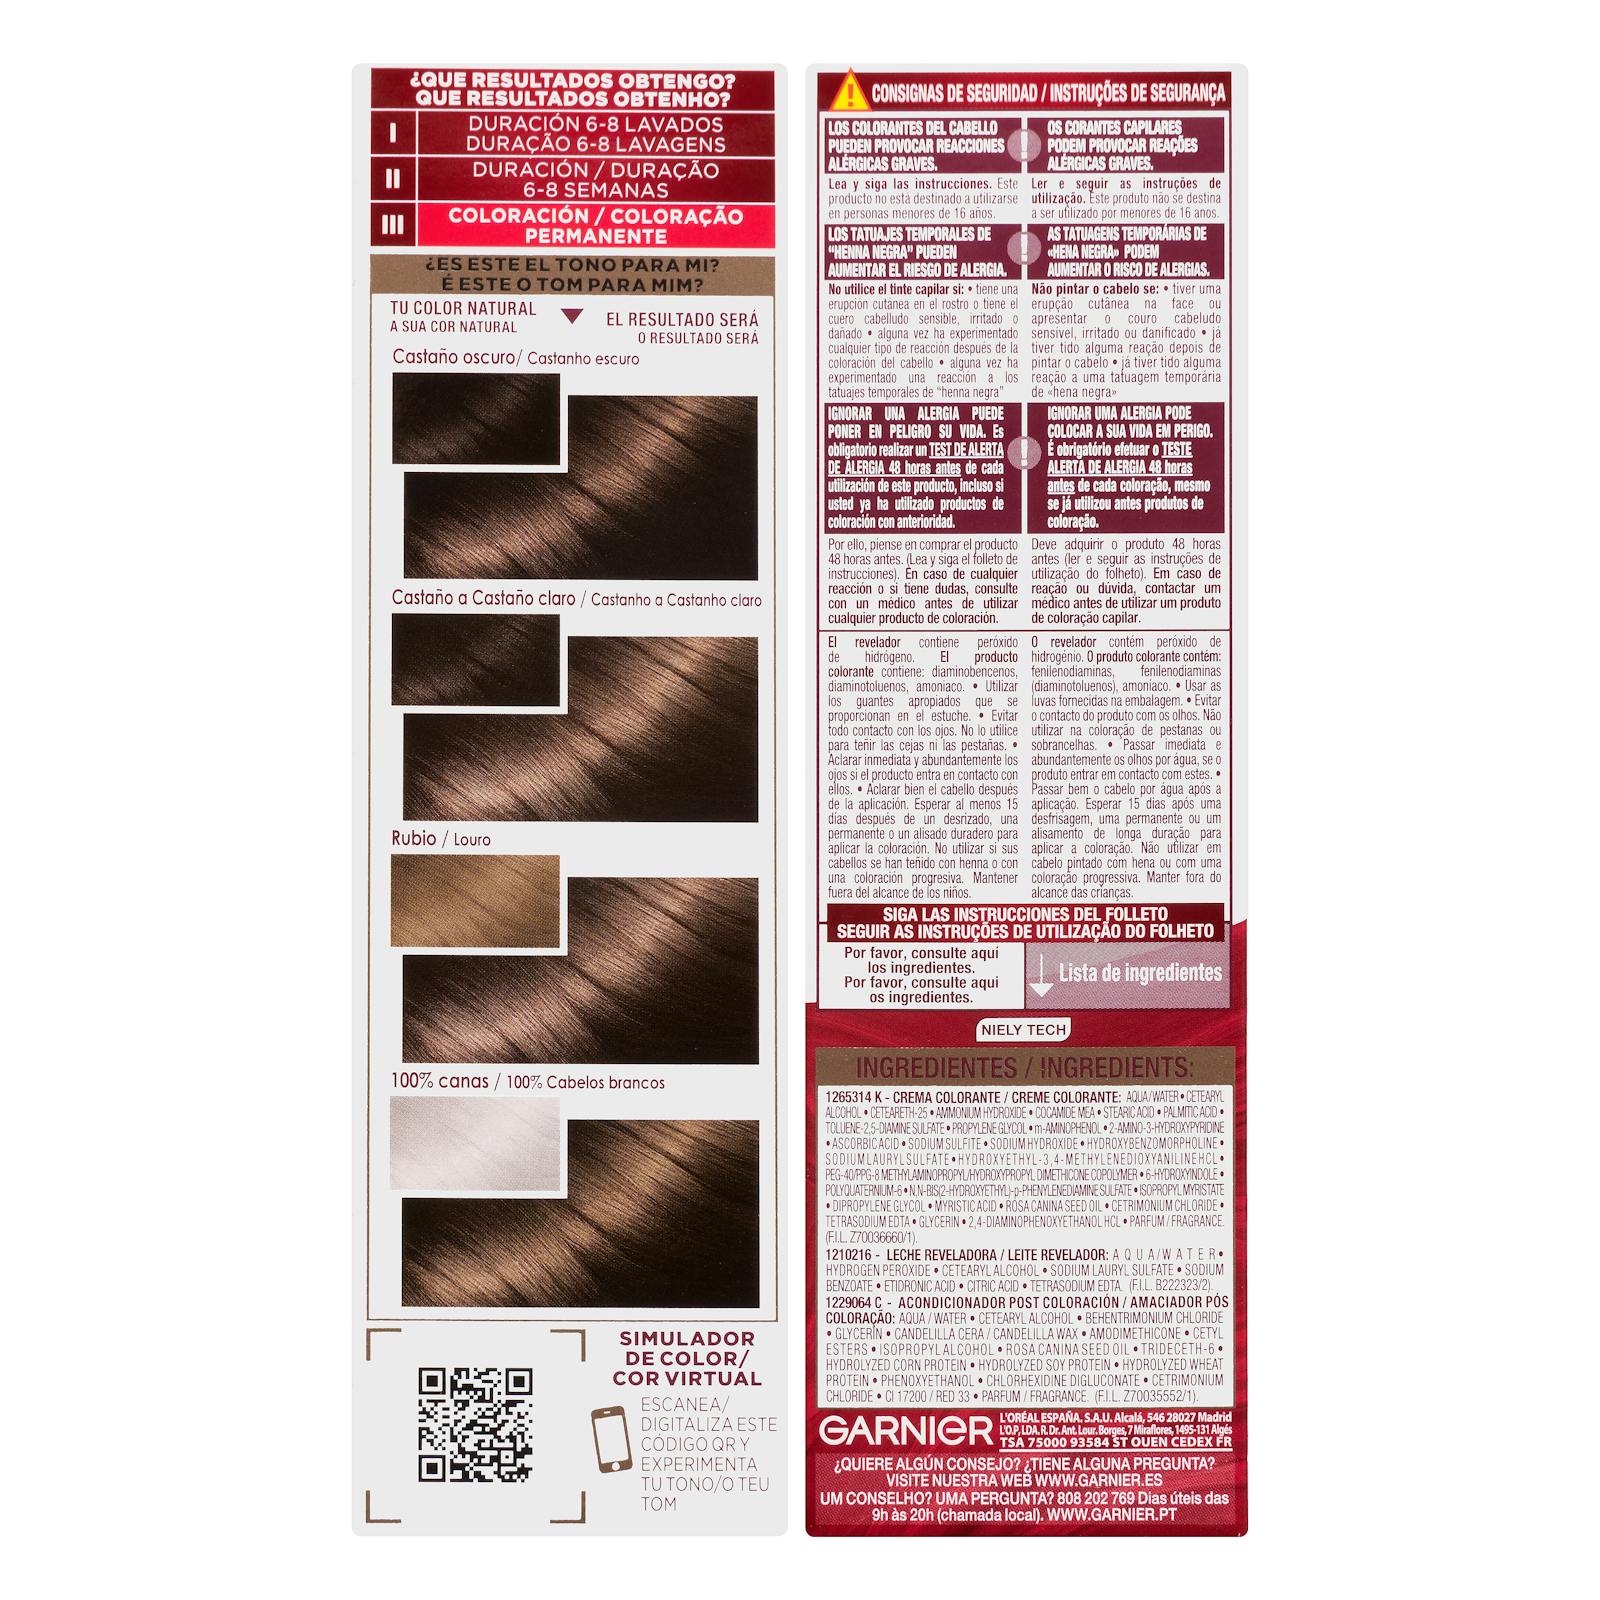 ¿QUE RESULTADOS OBTENGO?
QUE RESULTADOS OBTENHO?
I
DURACIÓN 6-8 LAVADOS
DURAÇÃO 6-8 LAVAGENS
II
DURACIÓN / DURAÇÃO
6-8 SEMANAS
III
COLORACIÓN / COLORAÇÃO
PERMANENTE
¿ES ESTE EL TONO PARA MI?
É ESTE O TOM PARA MIM?
TU COLOR NATURAL
A SUA COR NATURAL
EL RESULTADO SERÁ
O RESULTADO SERÁ
Castaño oscuro/ Castanho escuro
Castaño a Castaño claro / Castanho a Castanho claro
Rubio / Louro
100% canas / 100% Cabelos brancos
SIMULADOR
DE COLOR/
COR VIRTUAL
ESCANEA/
DIGITALIZA ESTE
CÓDIGO QR Y
EXPERIMENTA
TU TONO/O TEU
TOM
CONSIGNAS DE SEGURIDAD / INSTRUÇÕES DE SEGURANÇA
LOS COLORANTES DEL CABELLO
PUEDEN PROVOCAR REACCIONES
ALÉRGICAS GRAVES.
Lea y siga las instrucciones. Este
producto no está destinado a utilizarse
en personas menores de 16 años.
LOS TATUAJES TEMPORALES DE
"HENNA NEGRA" PUEDEN
AUMENTAR EL RIESGO DE ALERGIA.
No utilice el tinte capilar si: • tiene una
erupción cutánea en el rostro o tiene el
cuero cabelludo sensible, irritado o
dañado • alguna vez ha experimentado
cualquier tipo de reacción después de la
coloración del cabello • alguna vez ha
experimentado una reacción a los
tatuajes temporales de "henna negra"
IGNORAR UNA ALERGIA PUEDE
PONER EN PELIGRO SU VIDA. Es
obligatorio realizar un TEST DE ALERTA
DE ALERGIA 48 horas antes de cada
utilización de este producto, incluso si
usted ya ha utilizado productos de
coloración con anterioridad.
Por ello, piense en comprar el producto
48 horas antes. (Lea y siga el folleto de
instrucciones). En caso de cualquier
reacción o si tiene dudas, consulte
con un médico antes de utilizar
cualquier producto de coloración.
El revelador contiene peróxido
de hidrógeno. El producto
colorante contiene: diaminobencenos,
diaminotoluenos, amoniaco. • Utilizar
los guantes apropiados que se
proporcionan en el estuche. • Evitar
todo contacto con los ojos. No lo utilice
para teñir las cejas ni las pestañas. •
Aclarar inmediata y abundantemente los
ojos si el producto entra en contacto con
ellos. • Aclarar bien el cabello después
de la aplicación. Esperar al menos 15
días después de un desrizado, una
permanente o un alisado duradero para
aplicar la coloración. No utilizar si sus
cabellos se han teñido con henna o con
una coloración progresiva. Mantener
fuera del alcance de los niños.
OS CORANTES CAPILARES
PODEM PROVOCAR REAÇÕES
ALÉRGICAS GRAVES.
Ler e seguir as instruções de
utilização. Este produto não se destina
a ser utilizado por menores de 16 anos.
AS TATUAGENS TEMPORÁRIAS DE
«HENA NEGRA» PODEM
AUMENTAR O RISCO DE ALERGIAS.
Não pintar o cabelo se: • tiver uma
erupção cutânea na face ou
apresentar o couro cabeludo
sensível, irritado ou danificado • já
tiver tido alguma reação depois de
pintar o cabelo • já tiver tido alguma
reação a uma tatuagem temporária
de «hena negra»
IGNORAR UMA ALERGIA PODE
COLOCAR A SUA VIDA EM PERIGO.
É obrigatório efetuar o TESTE
ALERTA DE ALERGIA 48 horas
antes de cada coloração, mesmo
se já utilizou antes produtos de
coloração.
Deve adquirir o produto 48 horas
antes (ler e seguir as instruções de
utilização do folheto). Em caso de
reação ou dúvida, contactar um
médico antes de utilizar um produto
de coloração capilar.
O revelador contém peróxido de
hidrogénio. O produto colorante contém:
fenilenodiaminas, fenilenodiaminas
(diaminotoluenos), amoníaco. • Usar as
luvas fornecidas na embalagem. • Evitar
o contacto do produto com os olhos. Não
utilizar na coloração de pestanas ou
sobrancelhas. • Passar imediata e
abundantemente os olhos por água, se o
produto entrar em contacto com estes. •
Passar bem o cabelo por água após a
aplicação. Esperar 15 dias após uma
desfrisagem, uma permanente ou um
alisamento de longa duração para
aplicar a coloração. Não utilizar em
cabelo pintado com hena ou com uma
coloração progressiva. Manter fora do
alcance das crianças.
SIGA LAS INSTRUCCIONES DEL FOLLETO
SEGUIR AS INSTRUÇÕES DE UTILIZAÇÃO DO FOLHETO
Por favor, consulte aquí
los ingredientes.
Por favor, consulte aqui
os ingredientes.
Lista de ingredientes
NIELY TECH
INGREDIENTES / INGREDIENTS:
1265314 K - CREMA COLORANTE / CREME COLORANTE: AQUA/WATER • CETEARYL
ALCOHOL • CETEARETH-25 • AMMONIUM HYDROXIDE • COCAMIDE MEA • STEARIC ACID • PALMITIC ACID •
TOLUENE-2,5-DIAMINE SULFATE • PROPYLENE GLYCOL • m-AMINOPHENOL • 2-AMINO-3-HYDROXYPYRIDINE
• ASCORBIC ACID • SODIUM SULFITE • SODIUM HYDROXIDE • HYDROXYBENZOMORPHOLINE •
SODIUM LAURYL SULFATE • HYDROXYETHYL-3,4-METHYLENEDIOXYANILINE HCL •
PEG-40/PPG-8 METHYLAMINOPROPYL/HYDROXYPROPYL DIMETHICONE COPOLYMER • 6-HYDROXYINDOLE •
POLYQUATERNIUM-6 • N,N-BIS(2-HYDROXYETHYL)-p-PHENYLENEDIAMINE SULFATE • ISOPROPYL MYRISTATE
• DIPROPYLENE GLYCOL • MYRISTIC ACID • ROSA CANINA SEED OIL • CETRIMONIUM CHLORIDE •
TETRASODIUM EDTA • GLYCERIN • 2,4-DIAMINOPHENOXYETHANOL HCL • PARFUM / FRAGRANCE.
(F.I.L. Z70036660/1).
1210216 - LECHE REVELADORA / LEITE REVELADOR: AQUA/WATER •
HYDROGEN PEROXIDE • CETEARYL ALCOHOL • SODIUM LAURYL SULFATE • SODIUM
BENZOATE • ETIDRONIC ACID • CITRIC ACID • TETRASODIUM EDTA. (F.I.L. B222323/2).
1229064 C - ACONDICIONADOR POST COLORACIÓN / AMACIADOR PÓS
COLORAÇÃO: AQUA / WATER • CETEARYL ALCOHOL • BEHENTRIMONIUM CHLORIDE
• GLYCERIN • CANDELILLA CERA / CANDELILLA WAX • AMODIMETHICONE • CETYL
ESTERS • ISOPROPYL ALCOHOL • ROSA CANINA SEED OIL • TRIDECETH-6 •
HYDROLYZED CORN PROTEIN • HYDROLYZED SOY PROTEIN • HYDROLYZED WHEAT
PROTEIN • PHENOXYETHANOL • CHLORHEXIDINE DIGLUCONATE • CETRIMONIUM
CHLORIDE • CI 17200 / RED 33 • PARFUM / FRAGRANCE. (F.I.L. Z70035552/1).
GARNIER
L'ORÉAL ESPAÑA. S.A.U. Alcalá, 546 28027 Madrid
L'O.P., LDA. R. Dr. Ant. Lour. Borges, 7 Miraflores, 1495-131 Algés
TSA 75000 93584 ST OUEN CEDEX FR
¿QUIERE ALGÚN CONSEJO? ¿TIENE ALGUNA PREGUNTA?
VISITE NUESTRA WEB WWW.GARNIER.ES
UM CONSELHO? UMA PERGUNTA? 808 202 769 Dias úteis das
9h às 20h (chamada local). WWW.GARNIER.PT